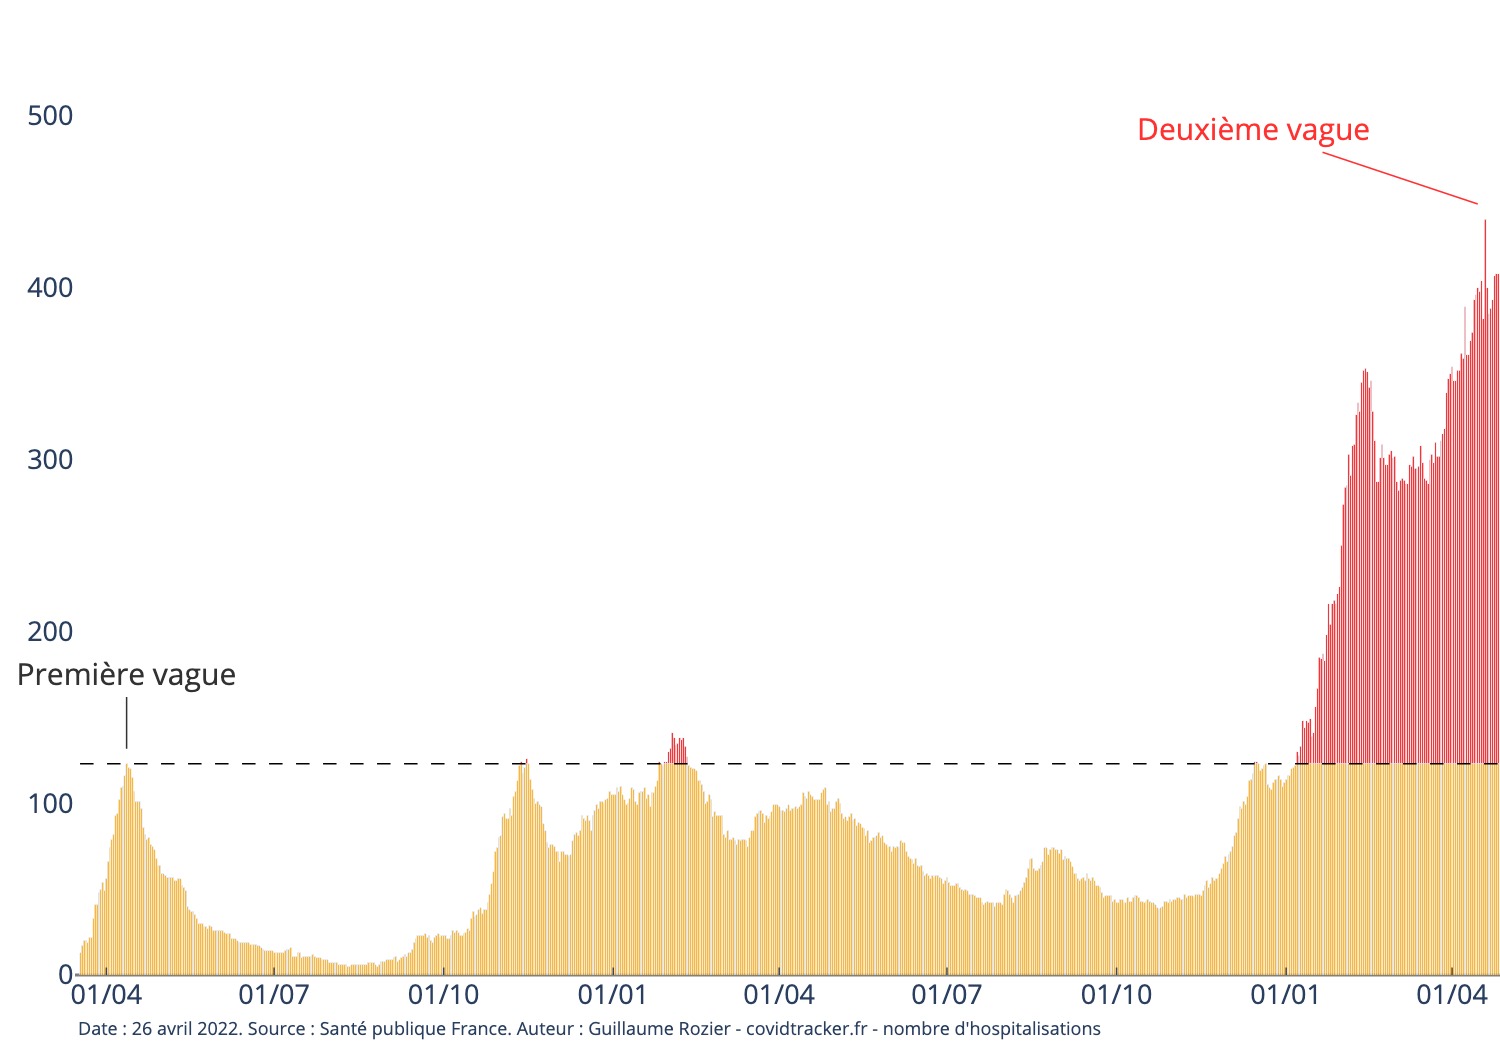 500
Deuxième vague
400
300
200
Première vague
100
0
01/04 01/07 01/10 01/01 01/04 01/07 01/10 01/01 01/04
Date : 26 avril 2022. Source : Santé publique France. Auteur : Guillaume Rozier - covidtracker.fr - nombre d'hospitalisations